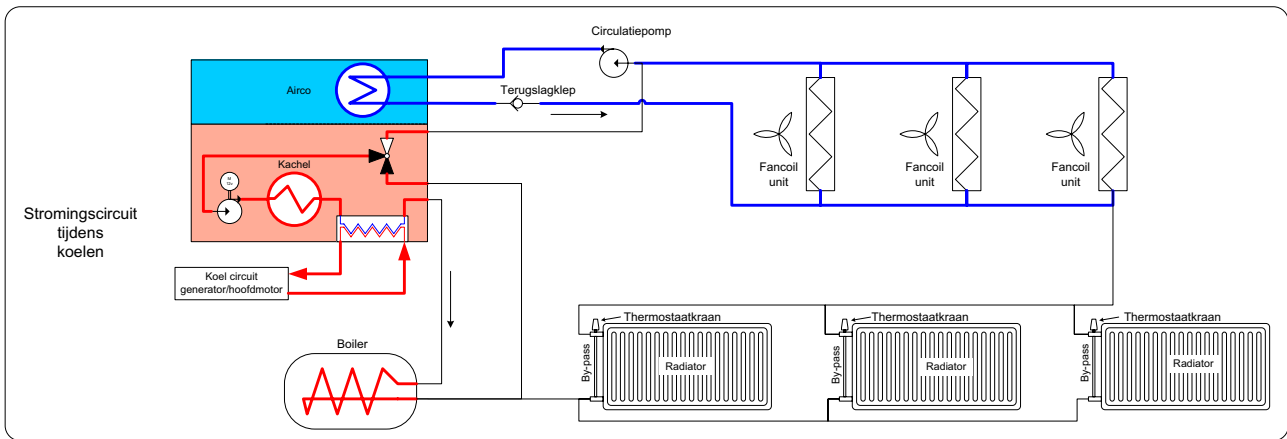 Circulatiepomp
Airco
Terugslagklep
Kachel
M
12v
Fancoil
unit
Fancoil
unit
Fancoil
unit
Stromingscircuit
tijdens
koelen
Koel circuit
generator/hoofdmotor
Thermostaatkraan
Thermostaatkraan
Thermostaatkraan
Boiler
By-pass
Radiator
By-pass
Radiator
By-pass
Radiator